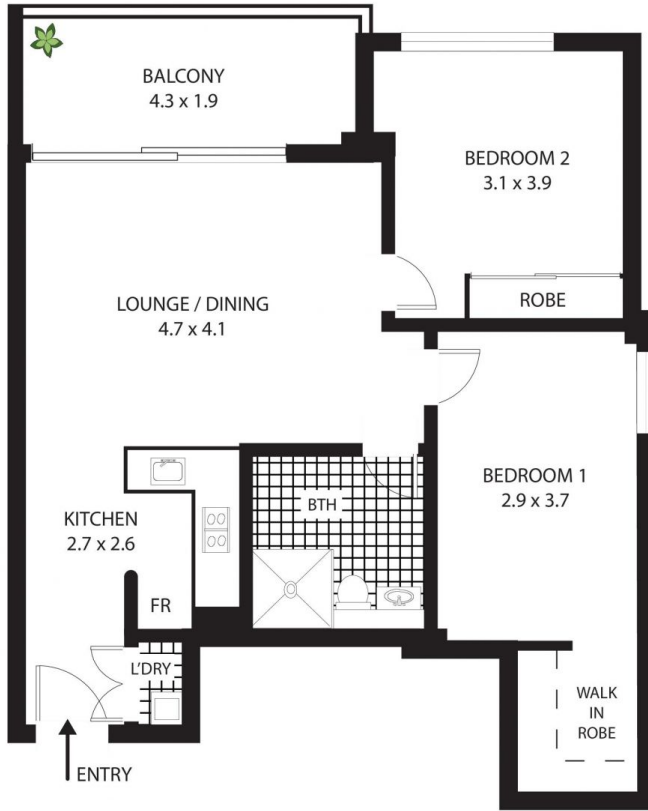 BALCONY
4.3 x 1.9
BEDROOM 2
3.1 x 3.9
ROBE
LOUNGE / DINING
4.7 x 4.1
BEDROOM 1
2.9 x 3.7
BTH
KITCHEN
2.7 x 2.6
FR
L'DRY
WALK
IN
ROBE
ENTRY